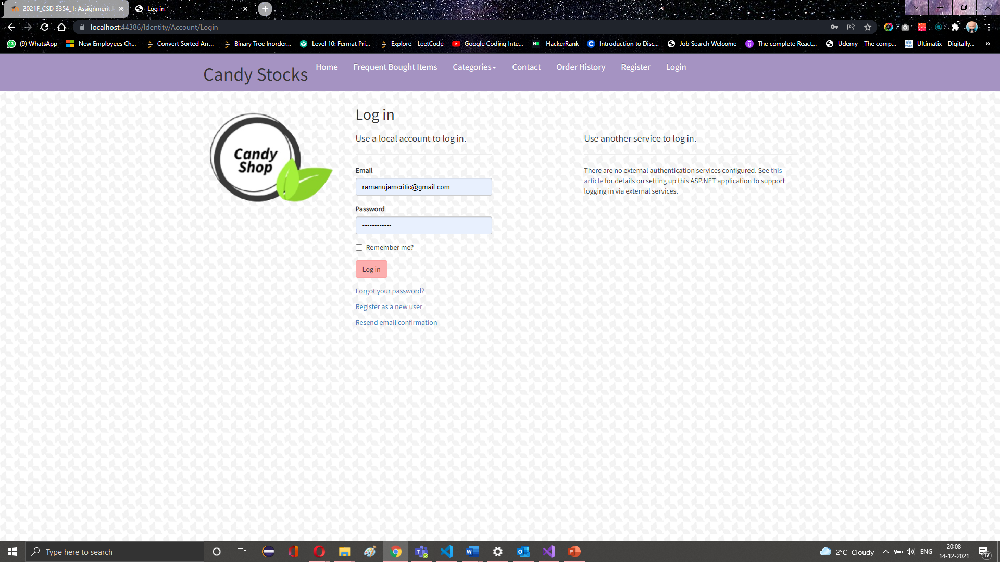 2021F_CSD 3354_1: Assignment
Log in
localhost:44386/Identity/Account/Login
(9) WhatsApp
New Employees Ch...
Convert Sorted Arr...
Binary Tree Inorder...
Level 10: Fermat Pri...
Explore - LeetCode
Google Coding Inte...
HackerRank
Introduction to Disc...
Job Search Welcome
The complete React...
Udemy – The comp...
Ultimatix - Digitally...
»
Candy Stocks
Home
Frequent Bought Items
Categories
Contact
Order History
Register
Login
Candy
Shop
Log in
Use a local account to log in.
Use another service to log in.
Email
ramanujamcritic@gmail.com
Password
Remember me?
Log in
Forgot your password?
Register as a new user
Resend email confirmation
There are no external authentication services configured. See this
article for details on setting up this ASP.NET application to support
logging in via external services.
Type here to search
2°C Cloudy
ENG
20:08
14-12-2021
17